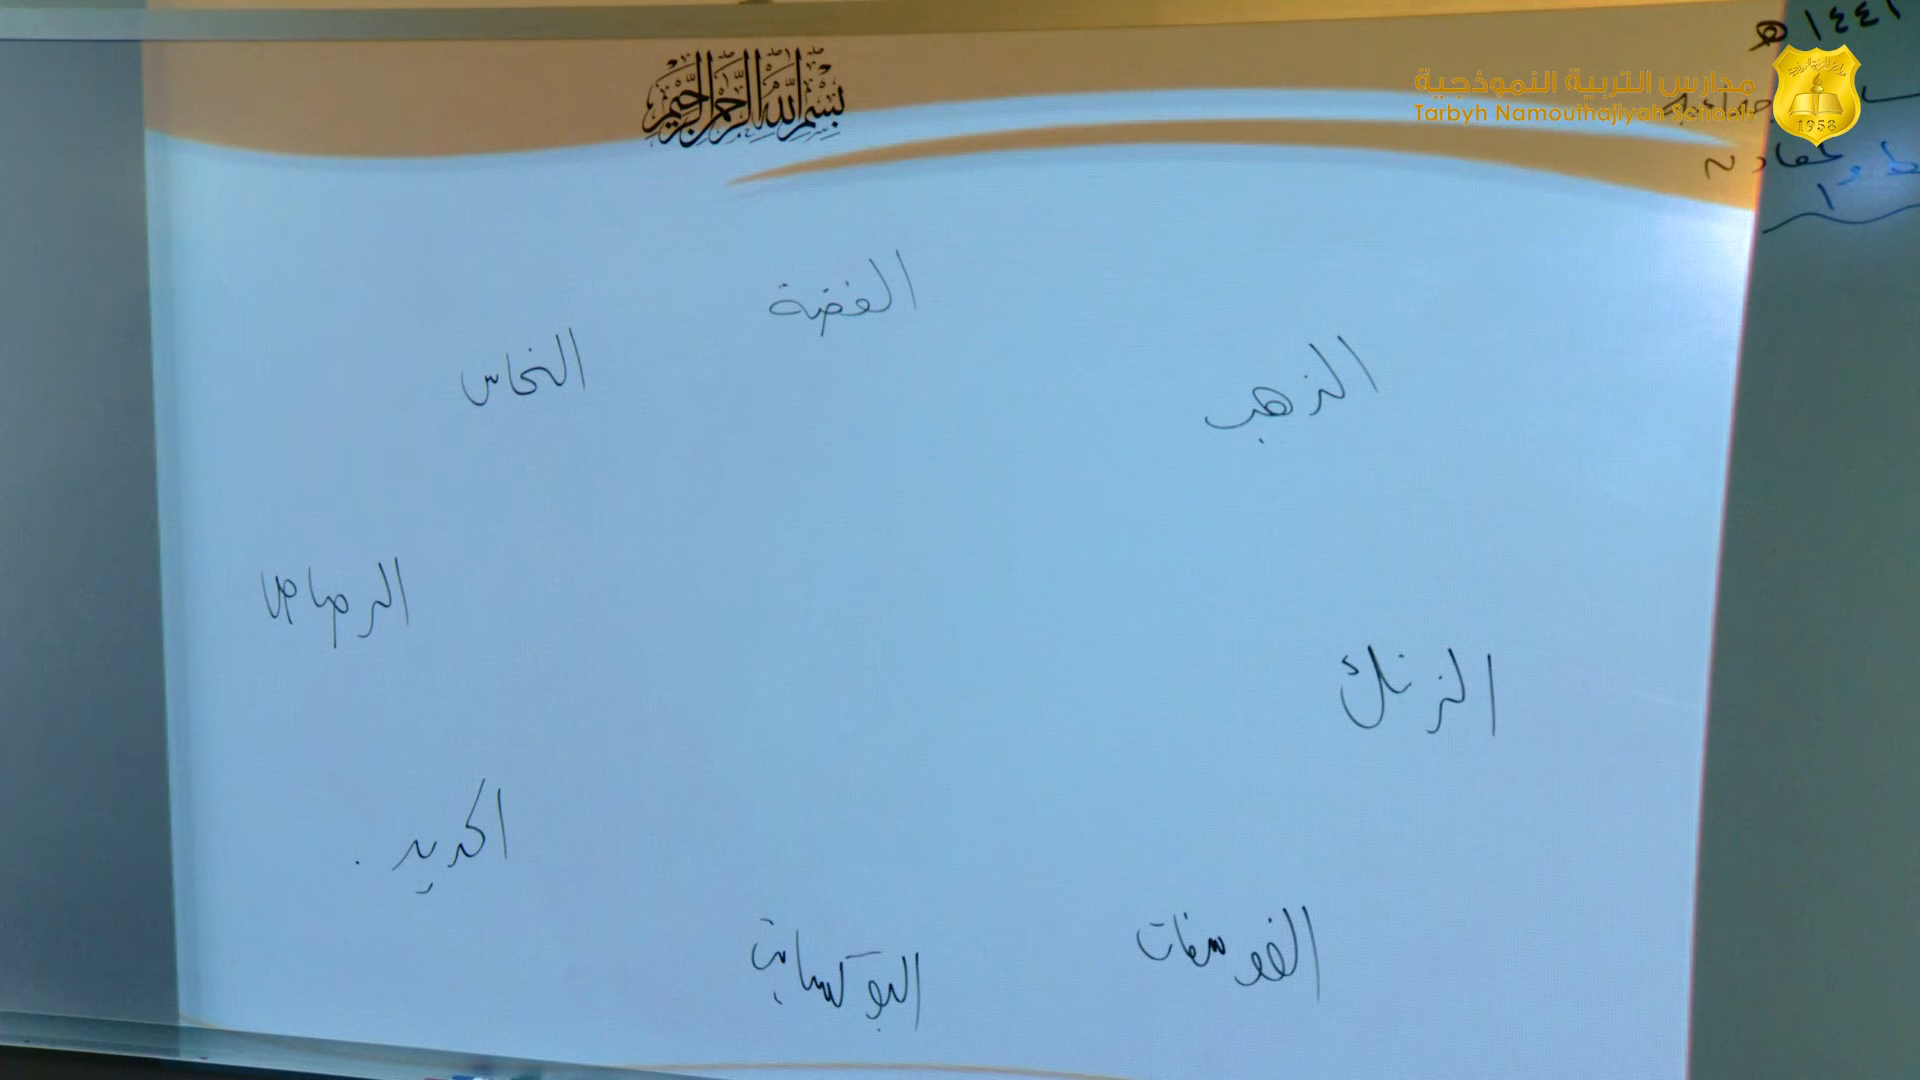 بسم الله الرحمن الرحيم
١٤٤١ هـ
مدارس التربية النموذجية
Tarbyh Namouthajiyah Schools
1958
الفضة
النحاس
الذهب
الرصاص
الزنك
الحديد .
الفوسفات
البوكسايت